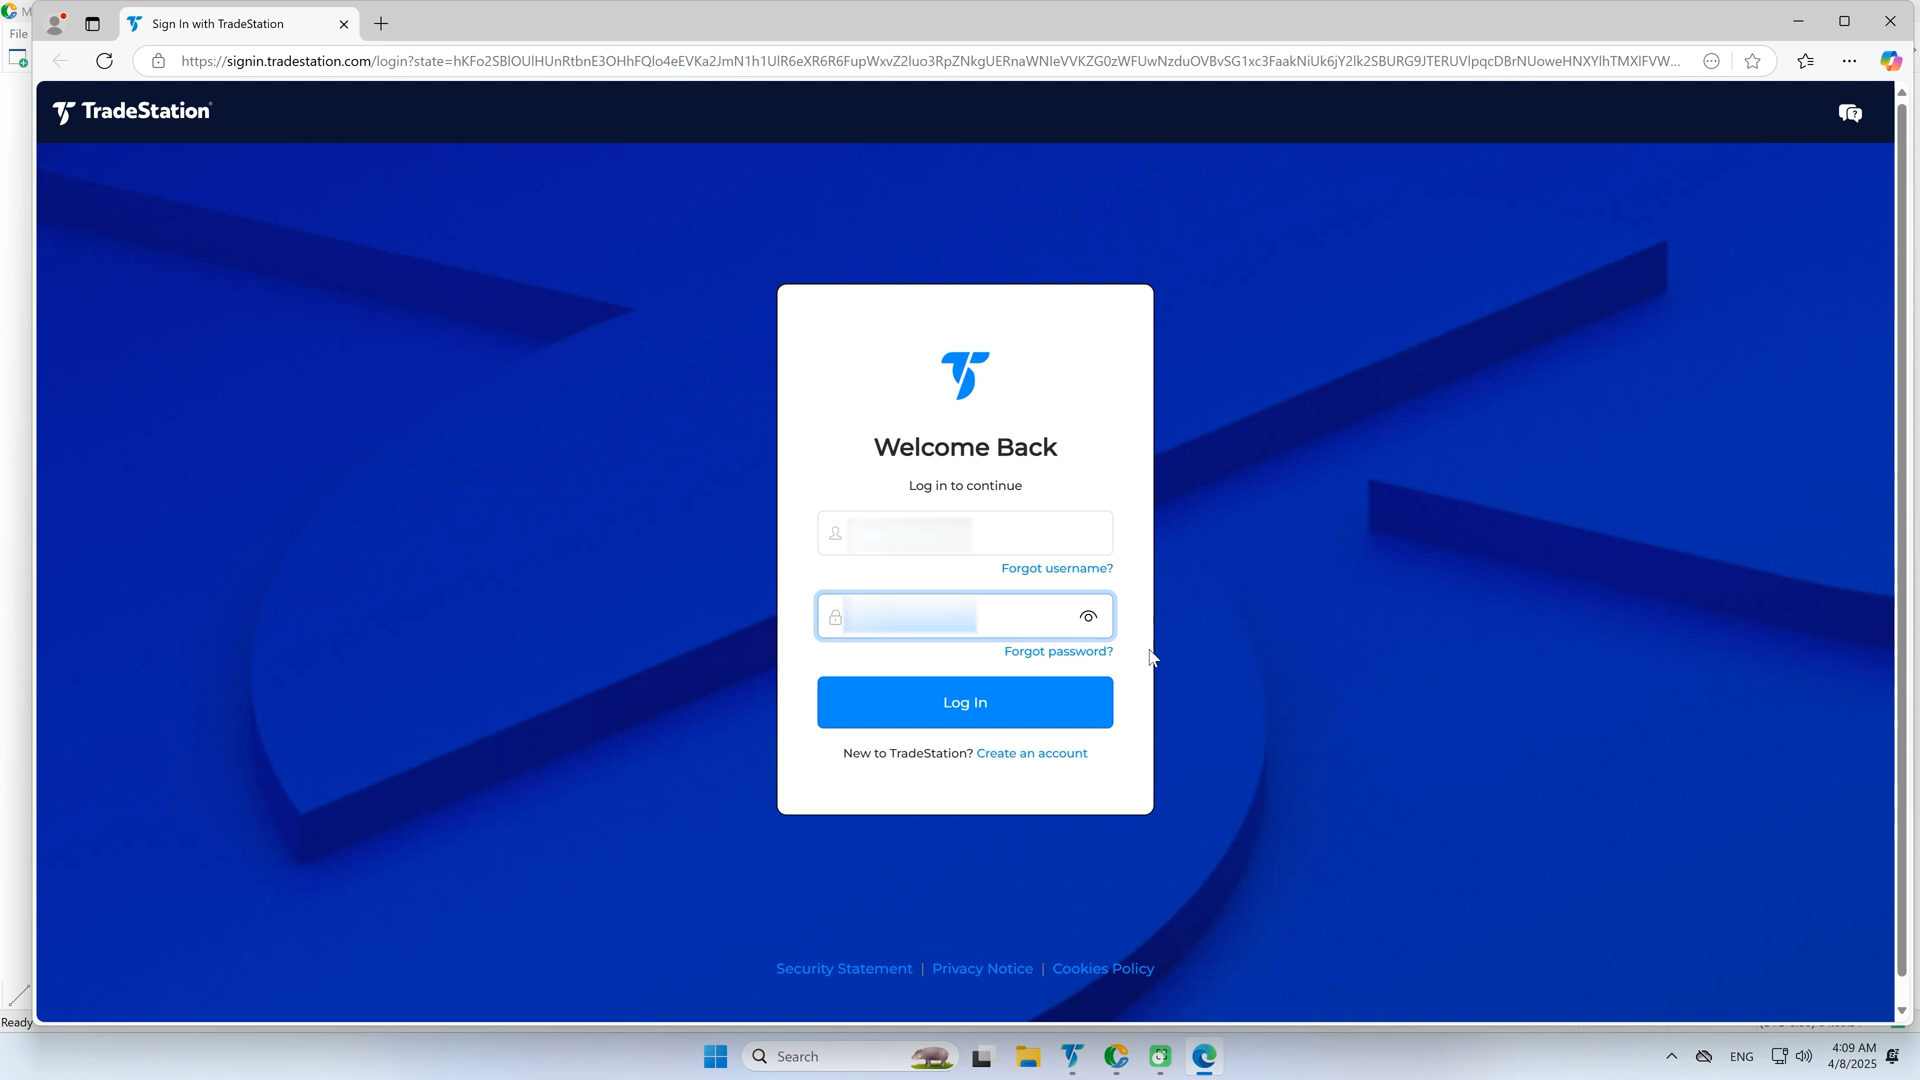 M
Sign In with TradeStation
File
https://signin.tradestation.com/login?state=hKFo2SBlOUlHUnRtbnE3OHhFQlo4eEVKa2JmN1h1UlR6eXR6R6FupWxvZ2luo3RpZNkgUERnaWNIeVVKZG0zWFUwNzduOVBvSG1xc3FaakNiUk6jY2lk2SBURG9JTERUVlpqcDBrNUoweHNXYlhTMXlFVW...
TradeStation
Welcome Back
Log in to continue
Forgot username?
Forgot password?
Log In
New to TradeStation? Create an account
Security Statement | Privacy Notice | Cookies Policy
Ready
Search
ENG
4:09 AM
4/8/2025